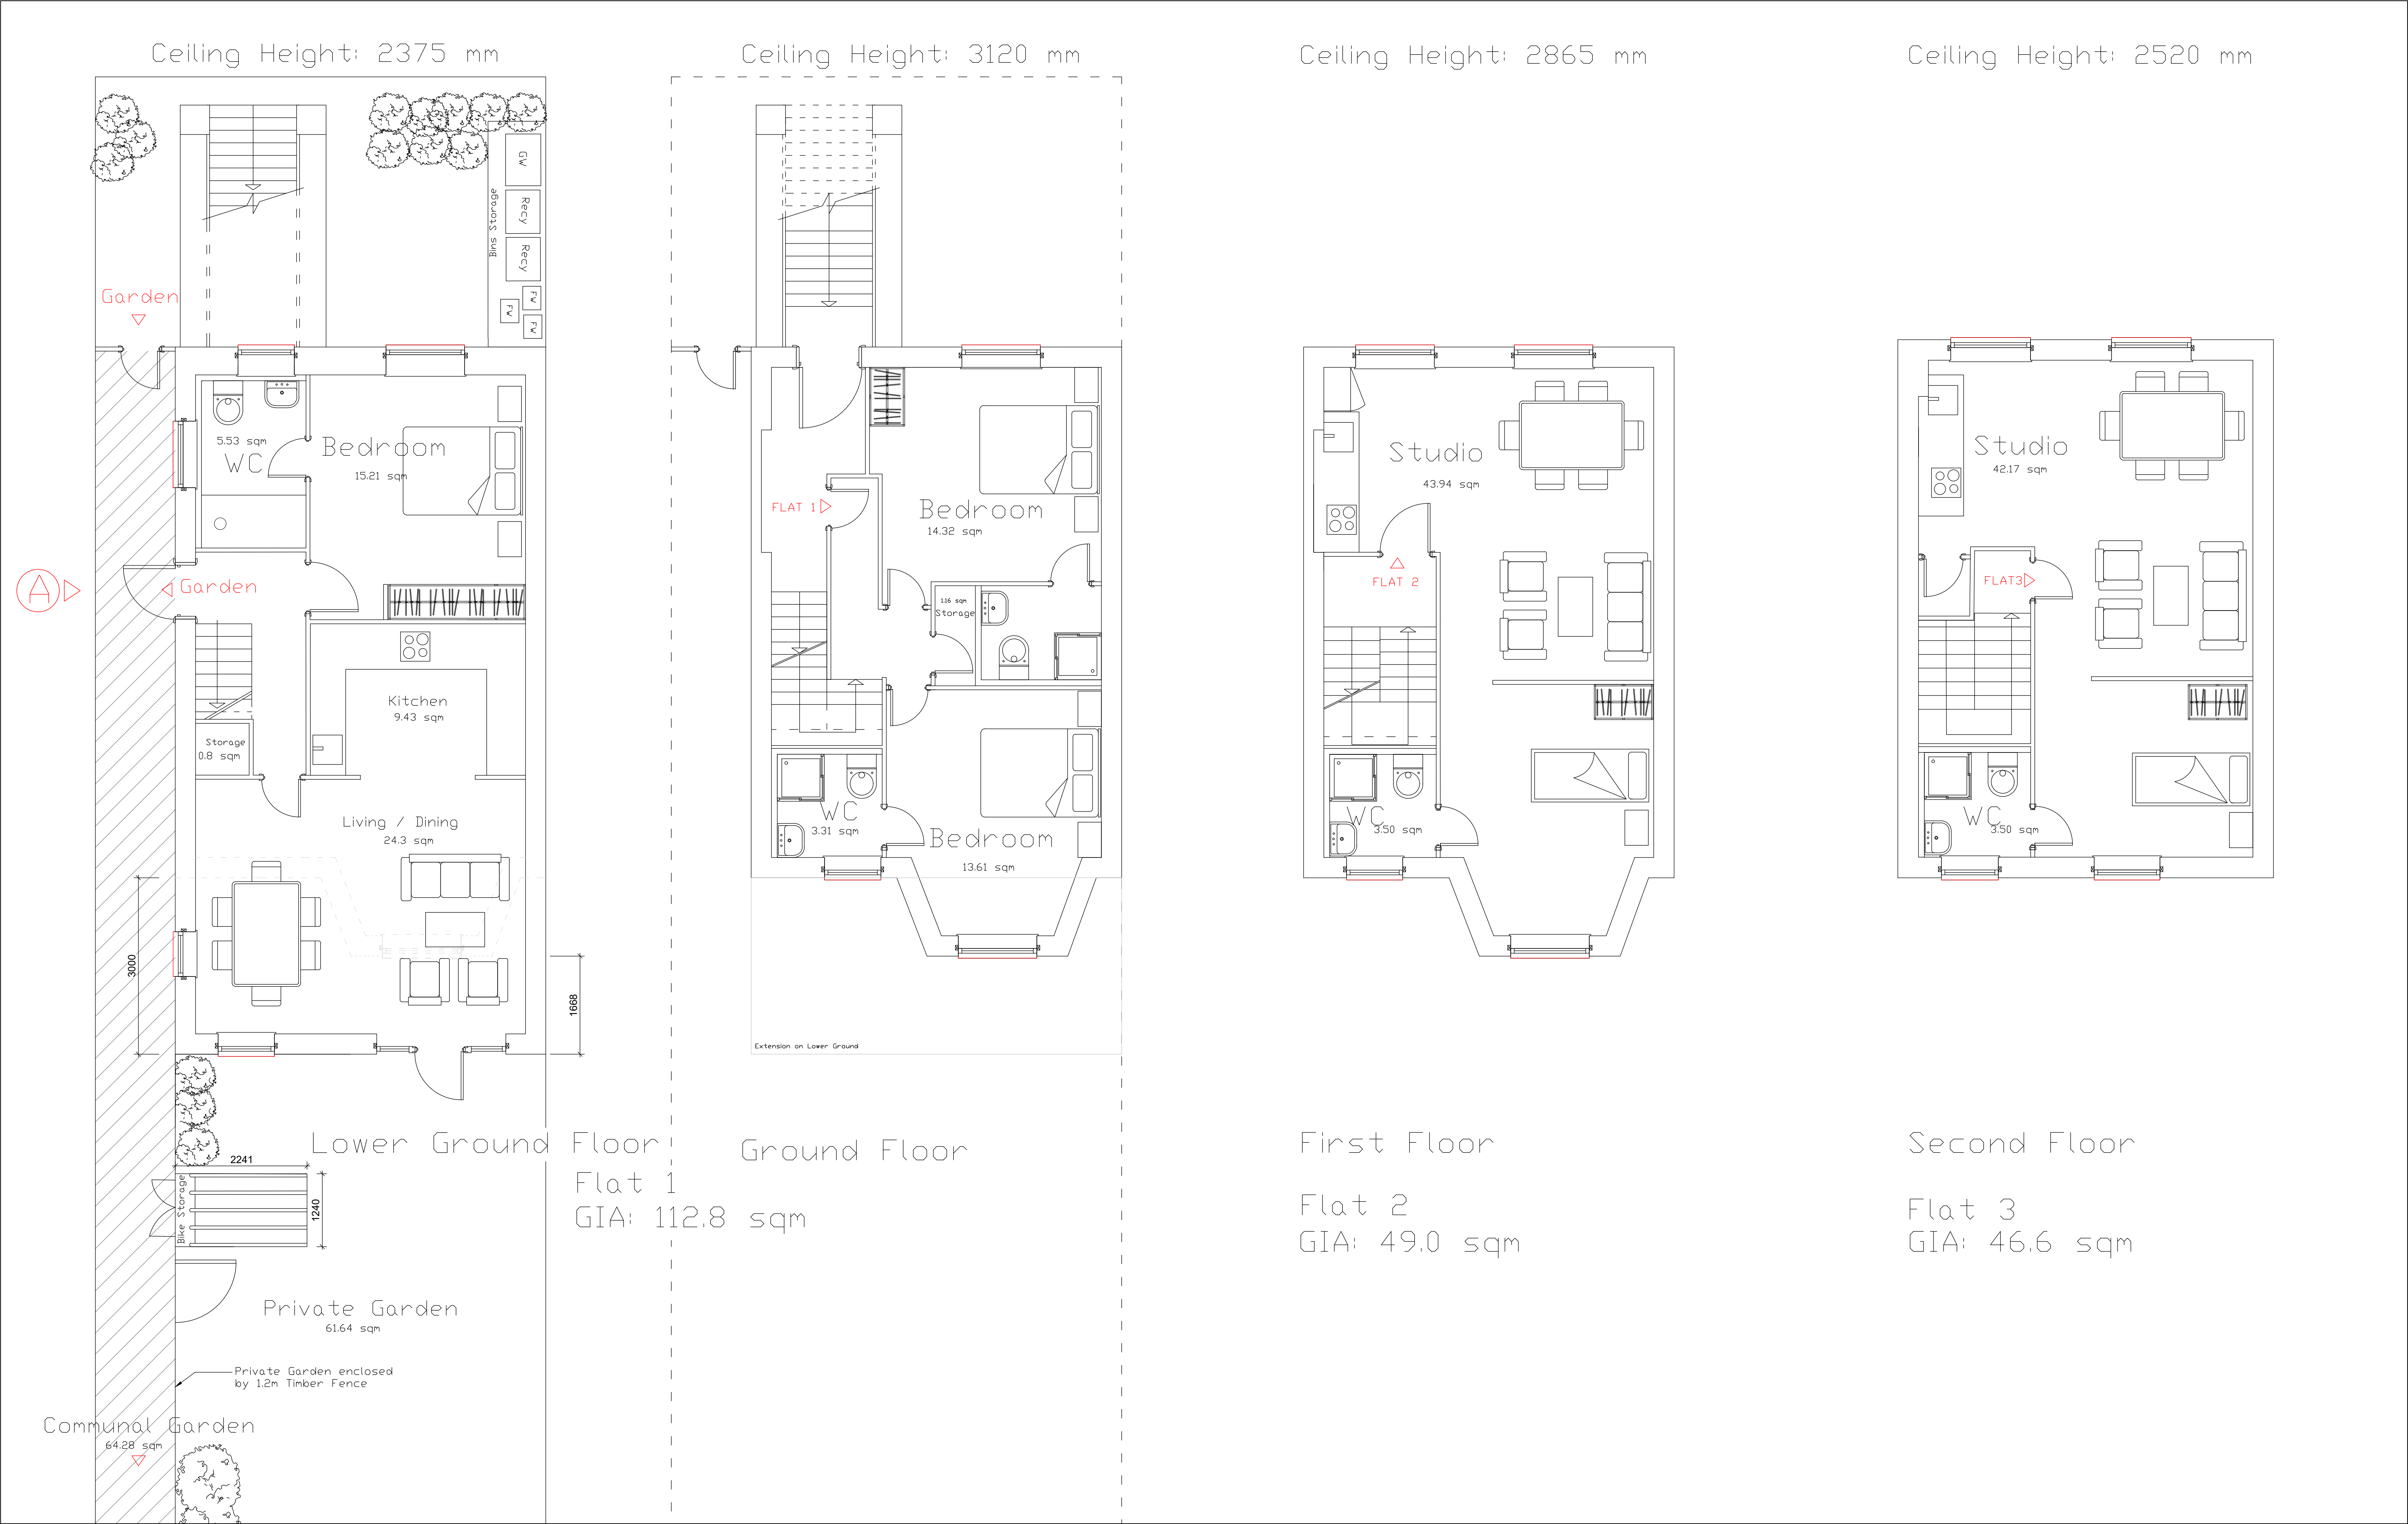 Ceiling Height: 2375 mm
Ceiling Height: 3120 mm
Ceiling Height: 2865 mm
Ceiling Height: 2520 mm
GW
Recy
Recy
Bins Storage
FW
FW
FW
Garden
5.53 sqm
WC
Bedroom
15.21 sqm
A
Garden
Kitchen
9.43 sqm
Storage
0.8 sqm
Living / Dining
24.3 sqm
3000
1668
2241
1240
Bike Storage
Private Garden
61.64 sqm
Private Garden enclosed
by 1.2m Timber Fence
Communal Garden
64.28 sqm
Lower Ground Floor
FLAT 1
Bedroom
14.32 sqm
1.16 sqm
Storage
WC
3.31 sqm
Bedroom
13.61 sqm
Extension on Lower Ground
Ground Floor
Flat 1
GIA: 112.8 sqm
Studio
43.94 sqm
FLAT 2
WC
3.50 sqm
First Floor
Flat 2
GIA: 49.0 sqm
Studio
42.17 sqm
FLAT3
WC
3.50 sqm
Second Floor
Flat 3
GIA: 46.6 sqm